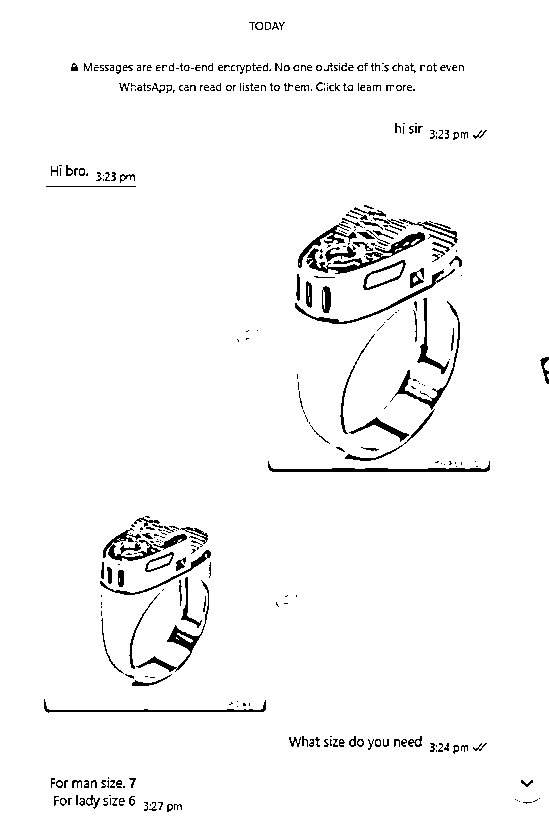 TODAY
Messages are end-to-end encrypted. No one outside of this chat, not even
WhatsApp, can read or listen to them. Click to learn more.
hi sir 3:23 pm
Hi bro. 3:23 pm
What size do you need 3:24 pm
For man size. 7
For lady size 6 3:27 pm